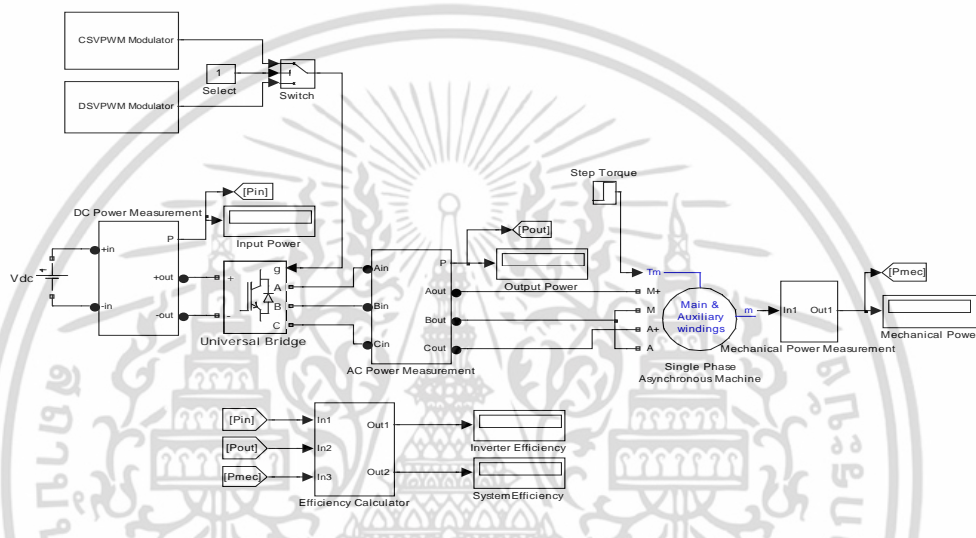 CSVPWM Modulator
1
Select
Switch
DSVPWM Modulator
Step Torque
[Pin]
DC Power Measurement
P
Input Power
+in
-in
+out
-out
Vdc
g
+
-
A
B
C
Universal Bridge
Ain
Bin
Cin
P
Aout
Bout
Cout
AC Power Measurement
[Pout]
Output Power
Tm
M+
M
A+
A
Main &
Auxiliary
windings
m
Single Phase
Asynchronous Machine
In1
Out1
Mechanical Power Measurement
[Pmec]
Mechanical Powe
[Pin]
[Pout]
[Pmec]
In1
In2
In3
Out1
Out2
Efficiency Calculator
Inverter Efficiency
SystemEfficiency